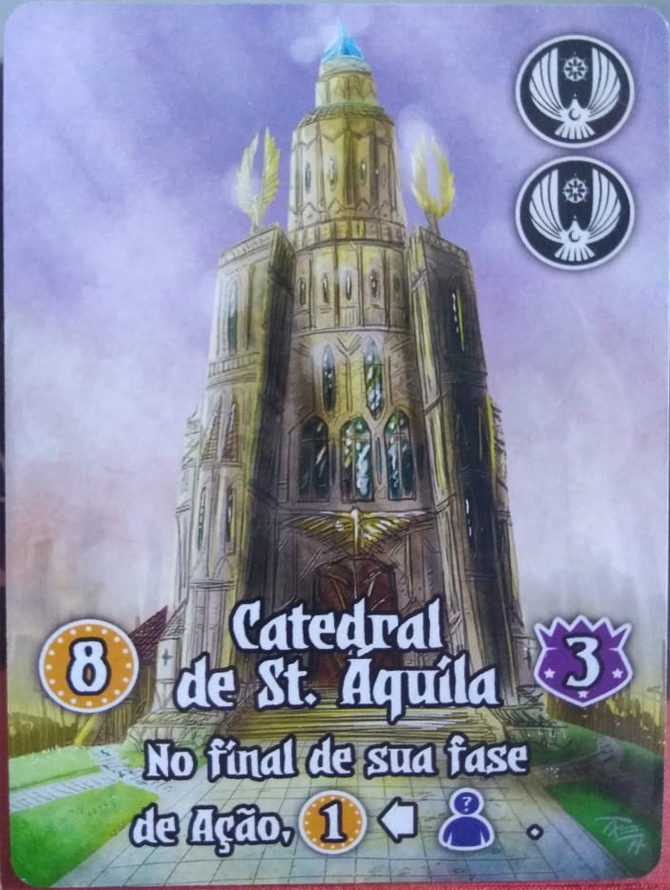 Catedral
8 de St. Áquila 3
No final de sua fase
de Ação, 1 ? .